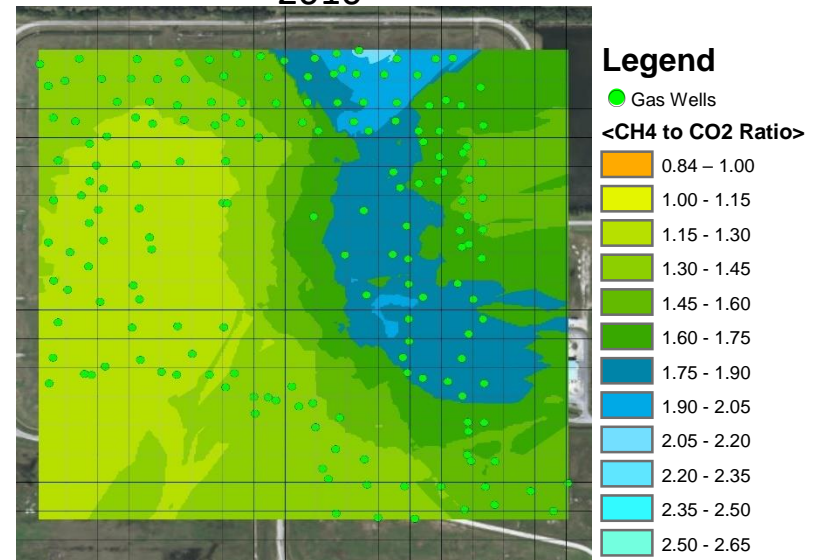 Legend
Gas Wells
<CH4 to CO2 Ratio>
0.84 – 1.00
1.00 - 1.15
1.15 - 1.30
1.30 - 1.45
1.45 - 1.60
1.60 - 1.75
1.75 - 1.90
1.90 - 2.05
2.05 - 2.20
2.20 - 2.35
2.35 - 2.50
2.50 - 2.65